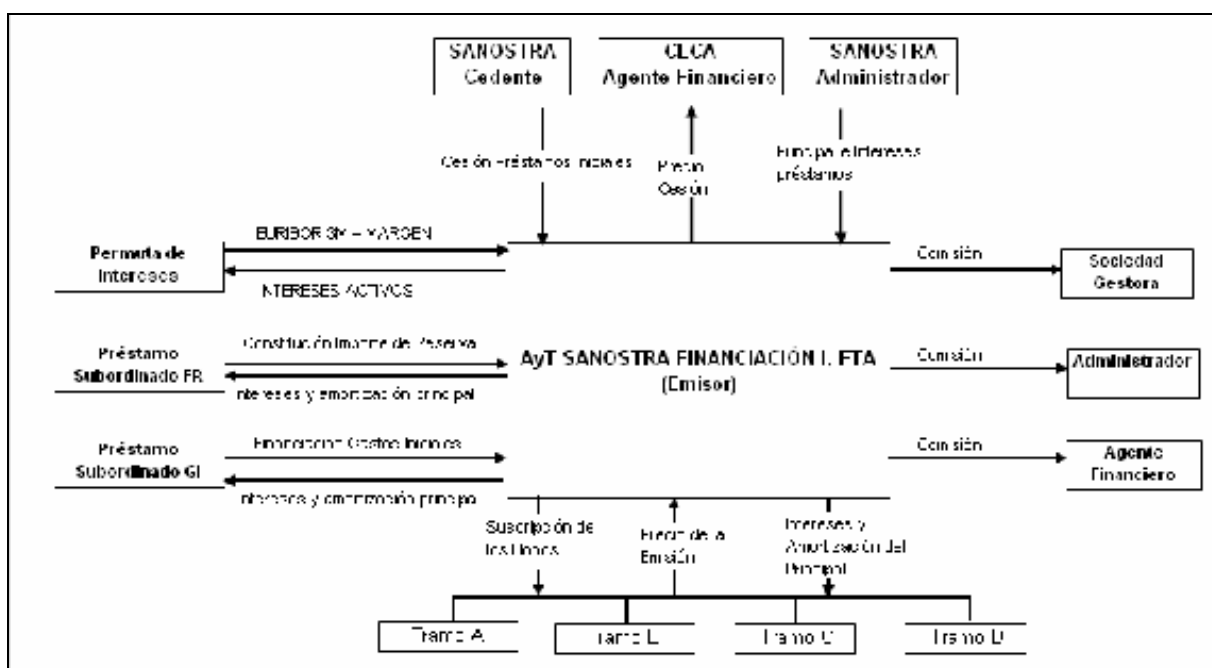 SANOSTRA
Cedente
CECA
Agente Financiero
SANOSTRA
Administrador
Cesión Préstamos Iniciales
Precio
Cesión
Principal e Intereses
préstamos
Permuta de
Intereses
EURIBOR 3M + MARGEN
INTERESES ACTIVOS
Comisión
Sociedad
Gestora
Préstamo
Subordinado FR
Constitución Importe de Reserva
Intereses y amortización principal
AyT SANOSTRA FINANCIACIÓN I, FTA
(Emisor)
Comisión
Administrador
Préstamo
Subordinado GI
Financiación Gastos Iniciales
Intereses y amortización principal
Comisión
Agente
Financiero
Suscripción de
los Bonos
Precio de la
Emisión
Intereses y
Amortización del
Principal
Tramo A
Tramo B
Tramo C
Tramo D